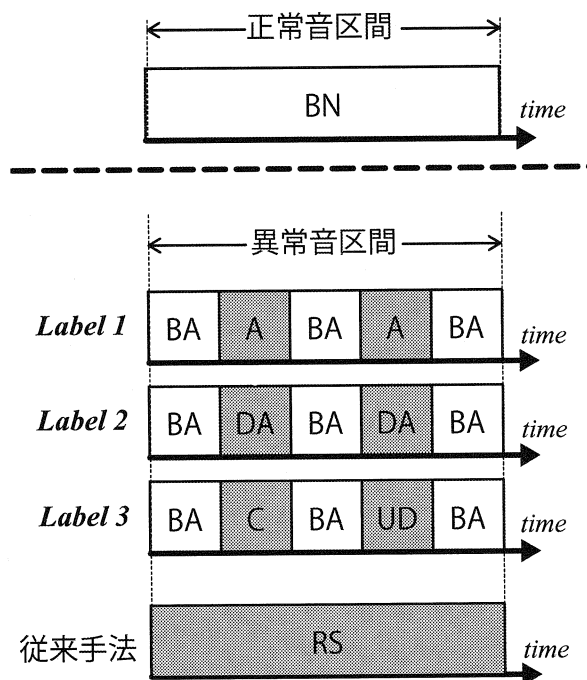 正常音区間
BN
time
異常音区間
Label 1 BA A BA A BA time
Label 2 BA DA BA DA BA time
Label 3 BA C BA UD BA time
従来手法 RS time